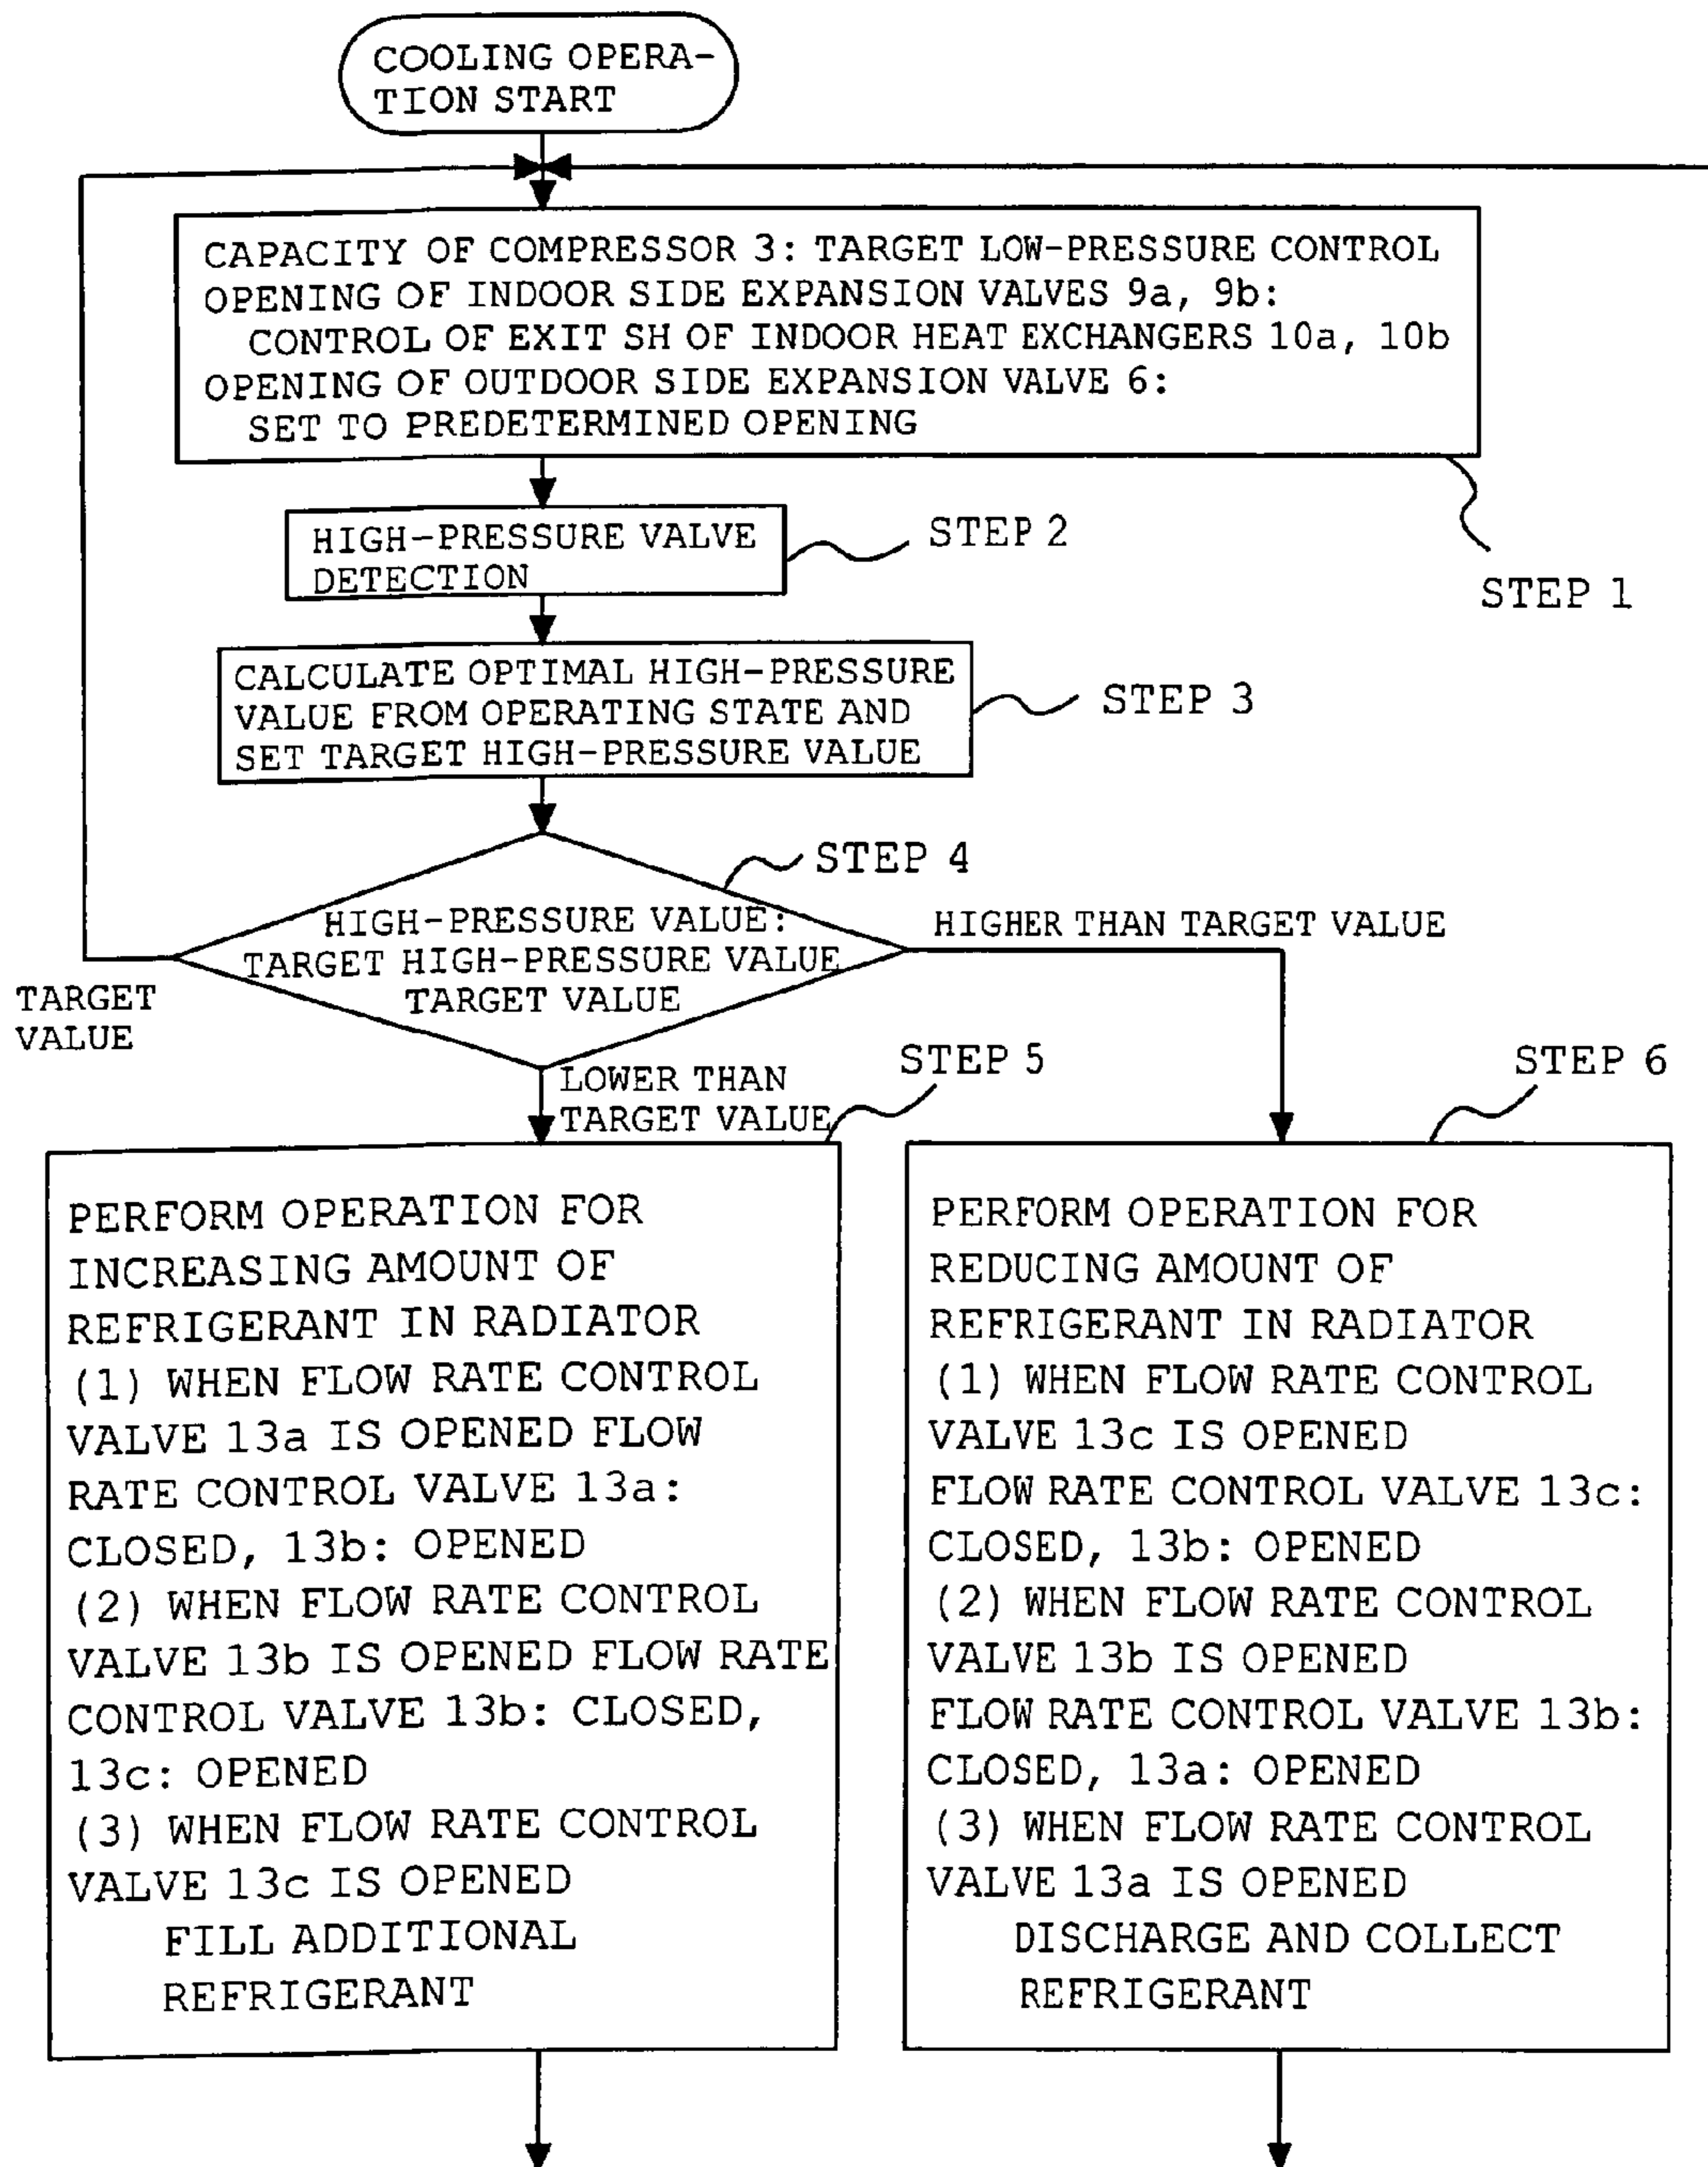 COOLING OPERA-
TION START
CAPACITY OF COMPRESSOR 3: TARGET LOW-PRESSURE CONTROL
OPENING OF INDOOR SIDE EXPANSION VALVES 9a, 9b:
CONTROL OF EXIT SH OF INDOOR HEAT EXCHANGERS 10a, 10b
OPENING OF OUTDOOR SIDE EXPANSION VALVE 6:
SET TO PREDETERMINED OPENING
STEP 1
HIGH-PRESSURE VALVE
DETECTION
STEP 2
CALCULATE OPTIMAL HIGH-PRESSURE
VALUE FROM OPERATING STATE AND
SET TARGET HIGH-PRESSURE VALUE
STEP 3
STEP 4
HIGH-PRESSURE VALUE:
TARGET HIGH-PRESSURE VALUE
TARGET VALUE
HIGHER THAN TARGET VALUE
TARGET
VALUE
LOWER THAN
TARGET VALUE
STEP 5
PERFORM OPERATION FOR
INCREASING AMOUNT OF
REFRIGERANT IN RADIATOR
(1) WHEN FLOW RATE CONTROL
VALVE 13a IS OPENED FLOW
RATE CONTROL VALVE 13a:
CLOSED, 13b: OPENED
(2) WHEN FLOW RATE CONTROL
VALVE 13b IS OPENED FLOW RATE
CONTROL VALVE 13b: CLOSED,
13c: OPENED
(3) WHEN FLOW RATE CONTROL
VALVE 13c IS OPENED
FILL ADDITIONAL
REFRIGERANT
STEP 6
PERFORM OPERATION FOR
REDUCING AMOUNT OF
REFRIGERANT IN RADIATOR
(1) WHEN FLOW RATE CONTROL
VALVE 13c IS OPENED
FLOW RATE CONTROL VALVE 13c:
CLOSED, 13b: OPENED
(2) WHEN FLOW RATE CONTROL
VALVE 13b IS OPENED
FLOW RATE CONTROL VALVE 13b:
CLOSED, 13a: OPENED
(3) WHEN FLOW RATE CONTROL
VALVE 13a IS OPENED
DISCHARGE AND COLLECT
REFRIGERANT